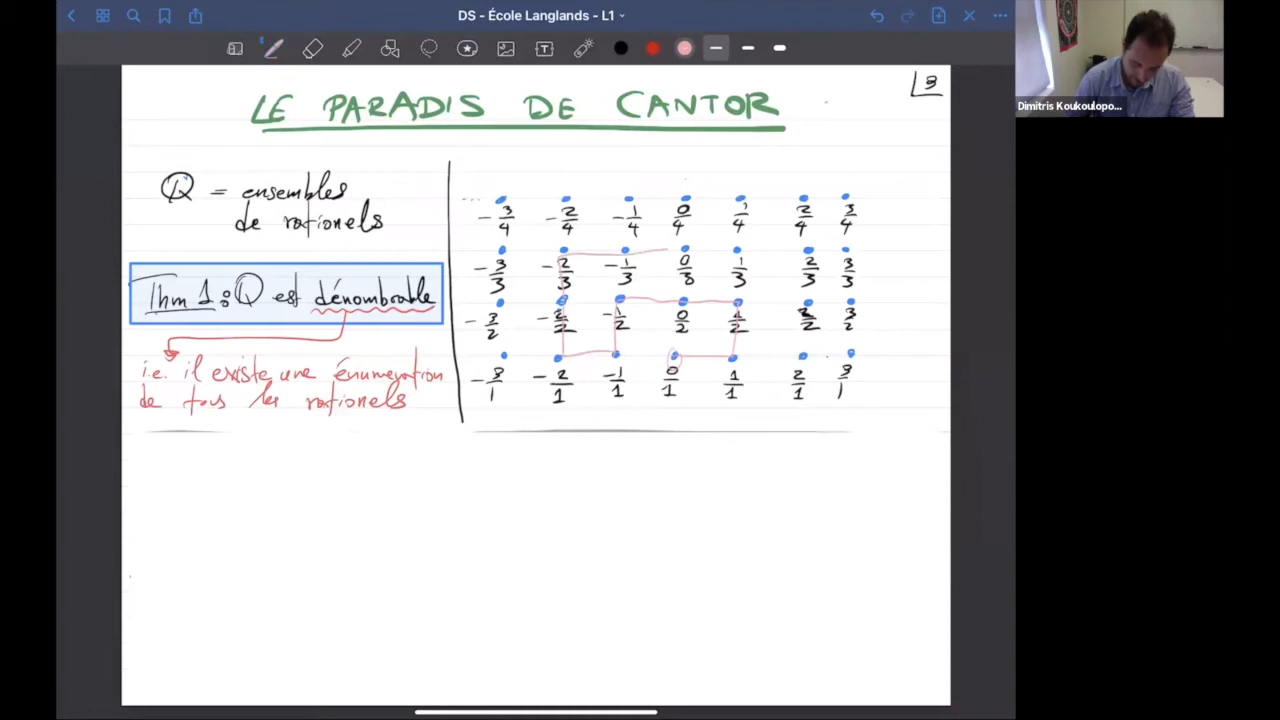 DS - École Langlands - L1
Dimitris Koukoulopo...
3
LE PARADIS DE CANTOR
Q = ensembles
de rationels
Thm 1: Q est dénombrable
i.e. il existe une énumeration
de tous les rationels
... -3/4 -2/4 -1/4 0/4 1/4 2/4 3/4
-3/3 -2/3 -1/3 0/3 1/3 2/3 3/3
-3/2 -2/2 -1/2 0/2 1/2 2/2 3/2
-3/1 -2/1 -1/1 0/1 1/1 2/1 3/1